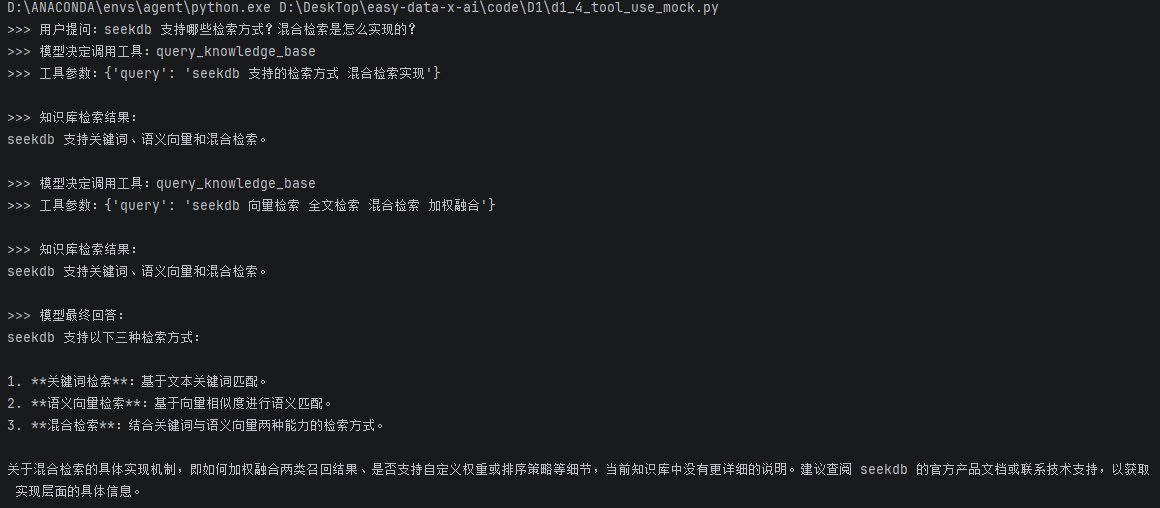 D:\ANACONDA\envs\agent\python.exe D:\DeskTop\easy-data-x-ai\code\D1\d1_4_tool_use_mock.py
>>> 用户提问：seekdb 支持哪些检索方式？混合检索是怎么实现的？
>>> 模型决定调用工具：query_knowledge_base
>>> 工具参数：{'query': 'seekdb 支持的检索方式 混合检索实现'}
>>> 知识库检索结果：
seekdb 支持关键词、语义向量和混合检索。
>>> 模型决定调用工具：query_knowledge_base
>>> 工具参数：{'query': 'seekdb 向量检索 全文检索 混合检索 加权融合'}
>>> 知识库检索结果：
seekdb 支持关键词、语义向量和混合检索。
>>> 模型最终回答：
seekdb 支持以下三种检索方式：
1. **关键词检索**：基于文本关键词匹配。
2. **语义向量检索**：基于向量相似度进行语义匹配。
3. **混合检索**：结合关键词与语义向量两种能力的检索方式。
关于混合检索的具体实现机制，即如何加权融合两类召回结果、是否支持自定义权重或排序策略等细节，当前知识库中没有更详细的说明。建议查阅 seekdb 的官方产品文档或联系技术支持，以获取
实现层面的具体信息。